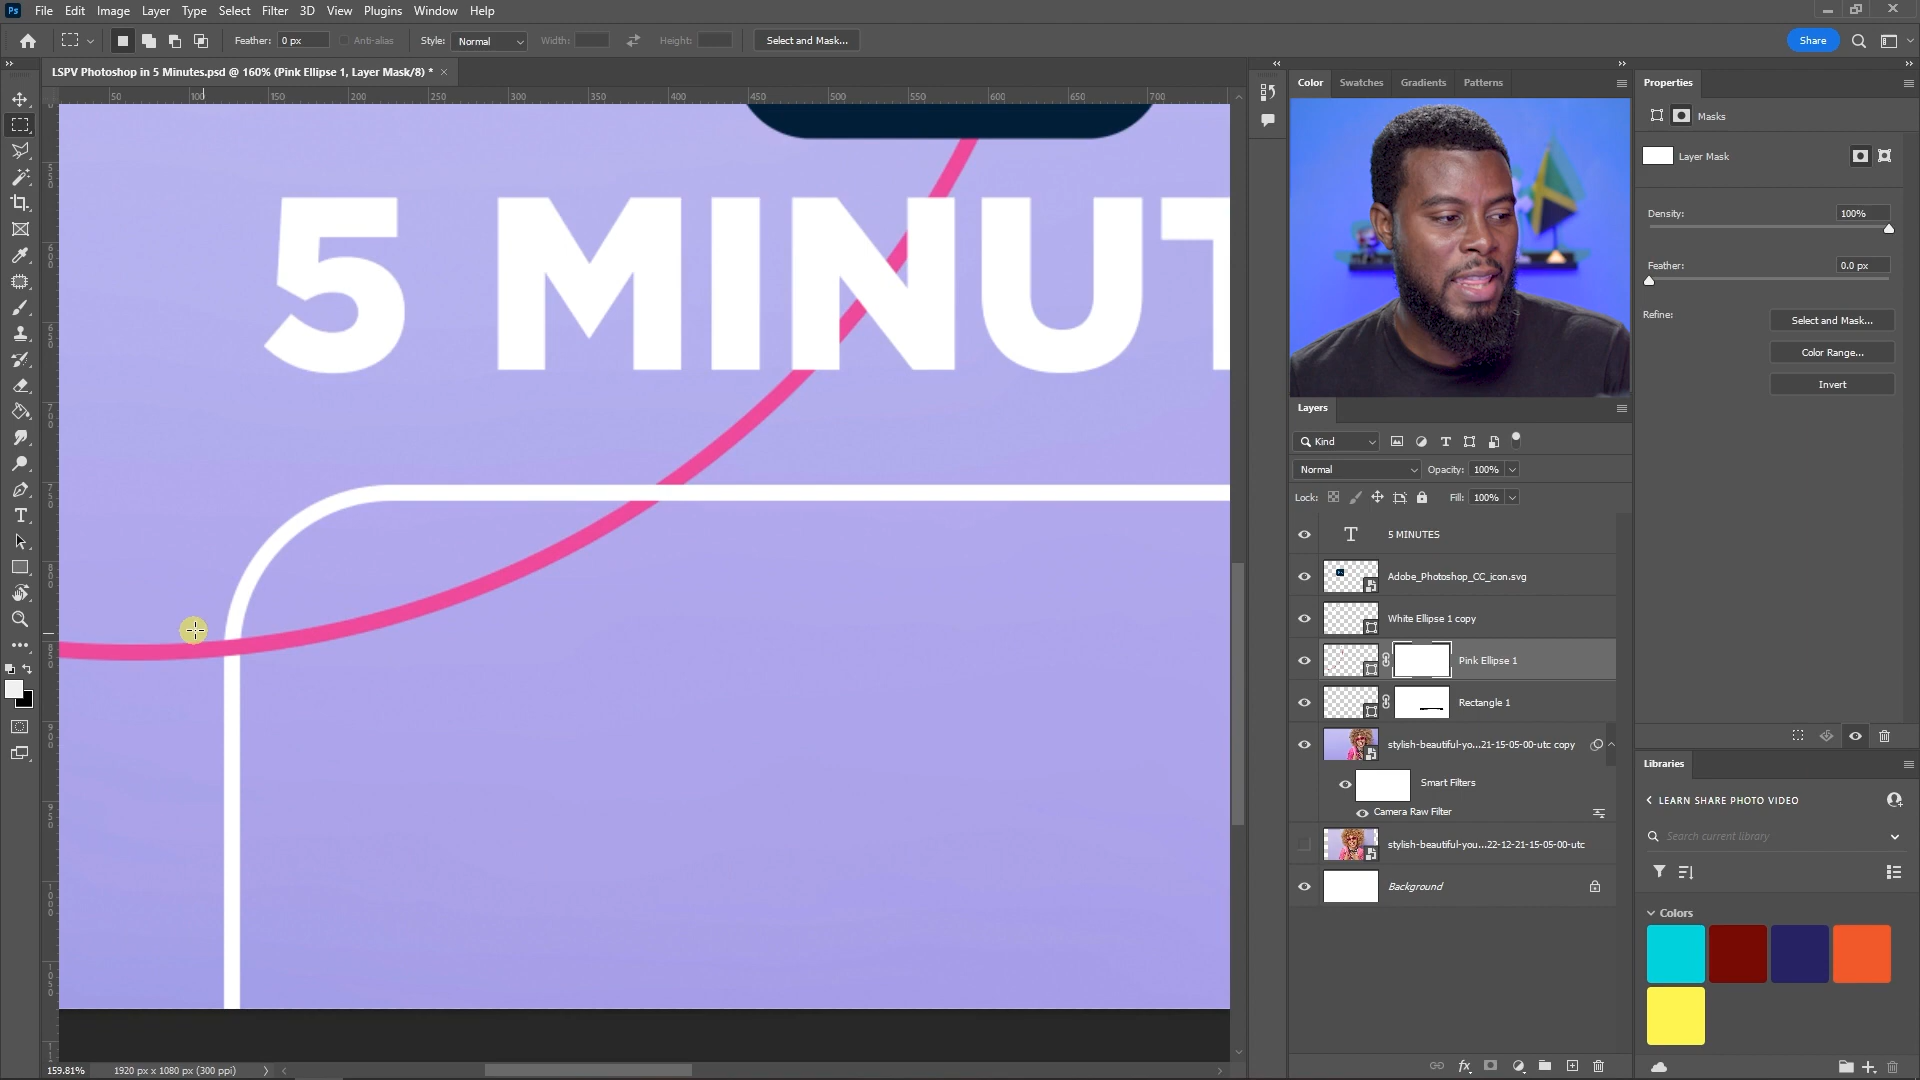 Ps File Edit Image Layer Type Select Filter 3D View Plugins Window Help
Feather: 0 px Anti-alias Style: Normal Width: Height: Select and Mask... Share
LSPV Photoshop in 5 Minutes.psd @ 160% (Pink Ellipse 1, Layer Mask/8) * ×
50 100 150 200 250 300 350 400 450 500 550 600 650 700
5 MINUT
159.81% 1920 px x 1080 px (300 ppi)
Color Swatches Gradients Patterns
Layers
Kind
Normal Opacity: 100%
Lock: Fill: 100%
5 MINUTES
Adobe_Photoshop_CC_icon.svg
White Ellipse 1 copy
Pink Ellipse 1
Rectangle 1
stylish-beautiful-yo...21-15-05-00-utc copy
Smart Filters
Camera Raw Filter
stylish-beautiful-you...22-12-21-15-05-00-utc
Background
Properties
Masks
Layer Mask
Density: 100%
Feather: 0.0 px
Refine: Select and Mask...
Color Range...
Invert
Libraries
LEARN SHARE PHOTO VIDEO
Search current library
Colors